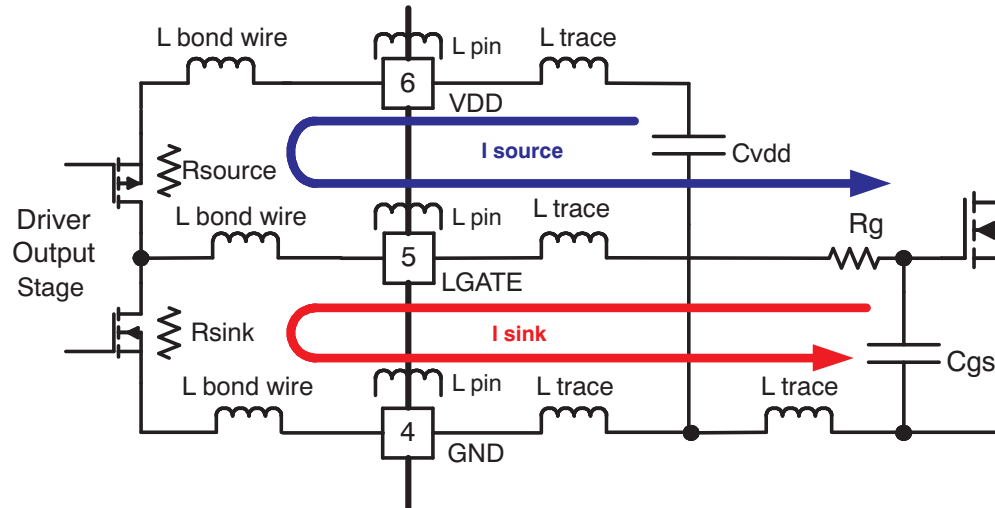 L bond wire
L pin
L trace
6
VDD
I source
Cvdd
Rsource
L bond wire
L pin
L trace
Rg
Driver
Output
Stage
5
LGATE
Rsink
I sink
Cgs
L bond wire
L pin
L trace
L trace
4
GND